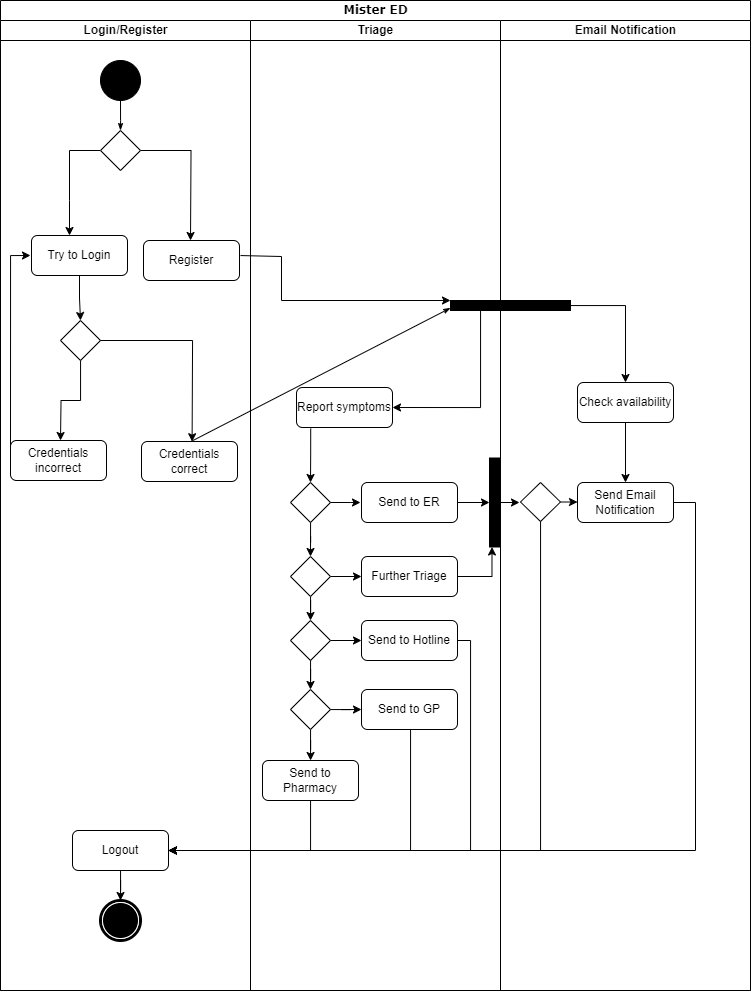 Mister ED
Login/Register
Triage
Email Notification
Try to Login
Register
Report symptoms
Check availability
Credentials
incorrect
Credentials
correct
Send to ER
Send Email
Notification
Further Triage
Send to Hotline
Send to GP
Send to
Pharmacy
Logout